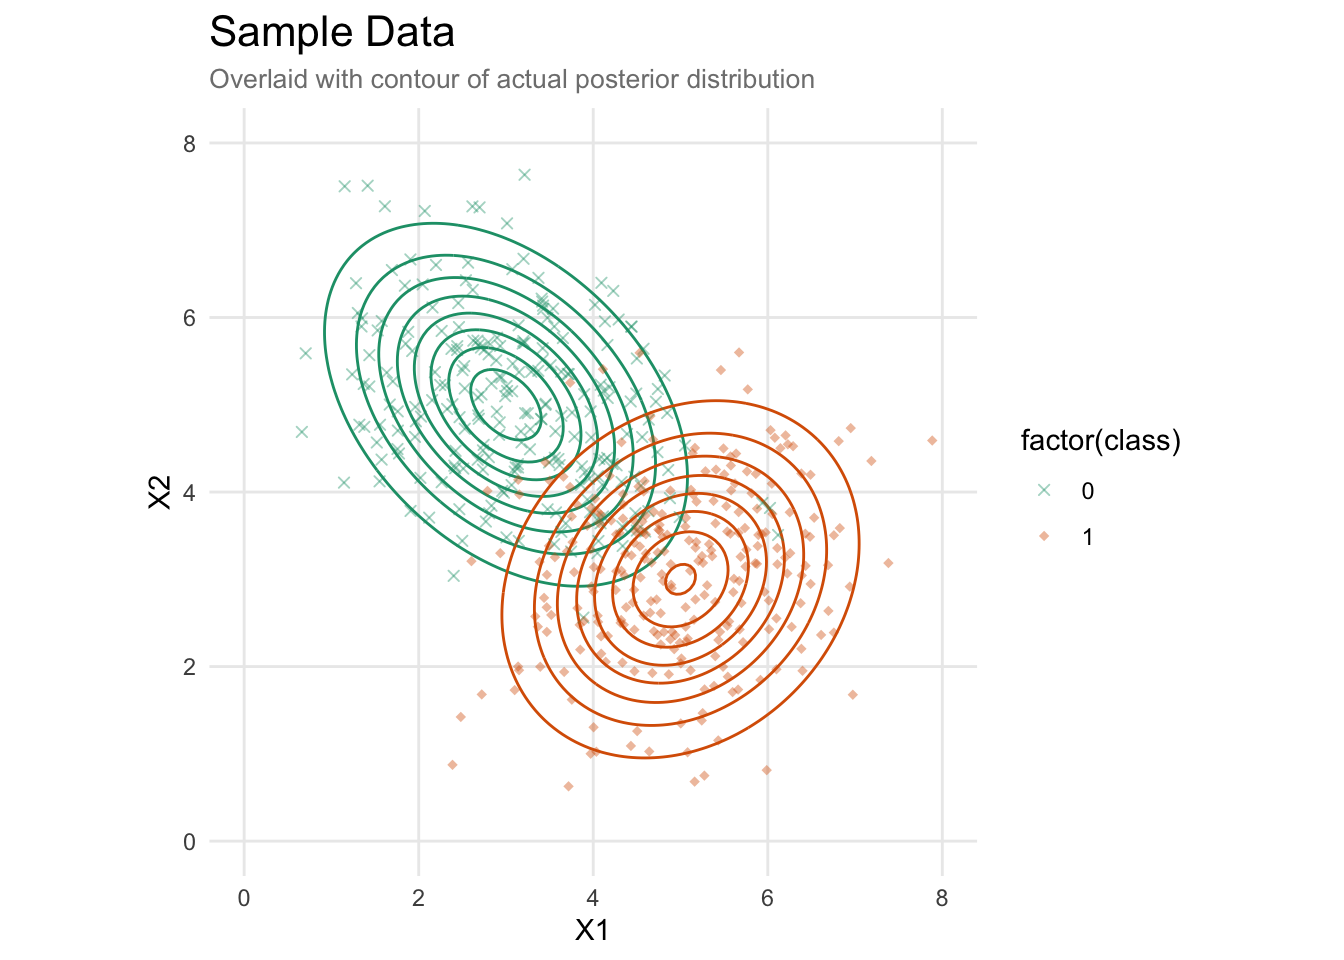 Sample Data
Overlaid with contour of actual posterior distribution
8
6
4
2
0
X2
0 2 4 6 8
X1
factor(class)
0
1